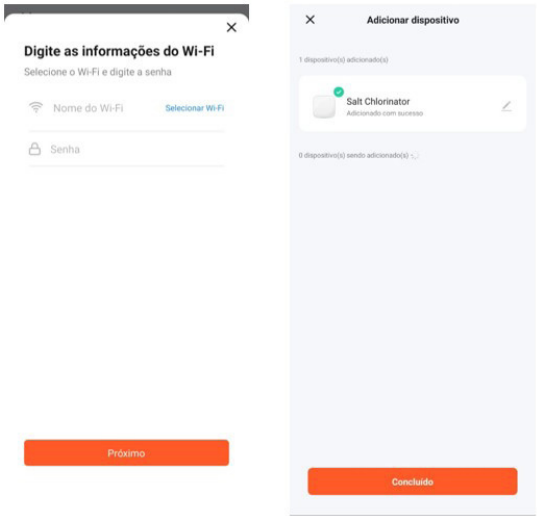 Digite as informações do Wi-Fi
Selecione o Wi-Fi e digite a senha
Nome do Wi-Fi
Selecionar Wi-Fi
Senha
Próximo
Adicionar dispositivo
1 dispositivo(s) adicionado(s)
Salt Chlorinator
Adicionado com sucesso
0 dispositivo(s) sendo adicionado(s)
Concluído